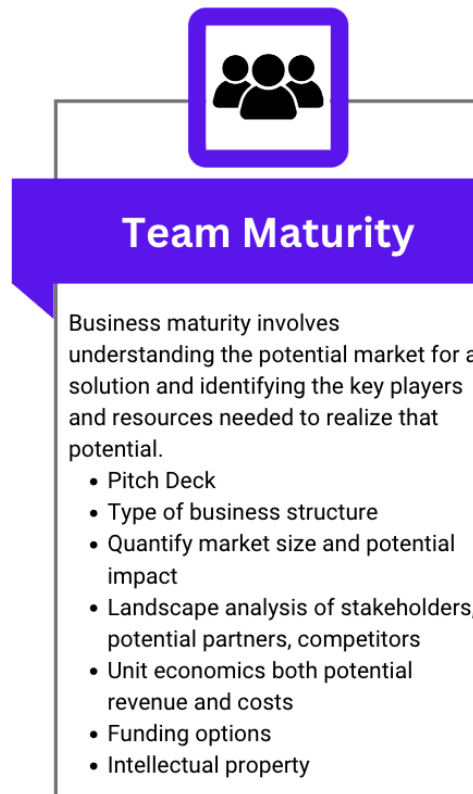 Team Maturity
Business maturity involves
understanding the potential market for a
solution and identifying the key players
and resources needed to realize that
potential.
• Pitch Deck
• Type of business structure
• Quantify market size and potential
impact
• Landscape analysis of stakeholders,
potential partners, competitors
• Unit economics both potential
revenue and costs
• Funding options
• Intellectual property